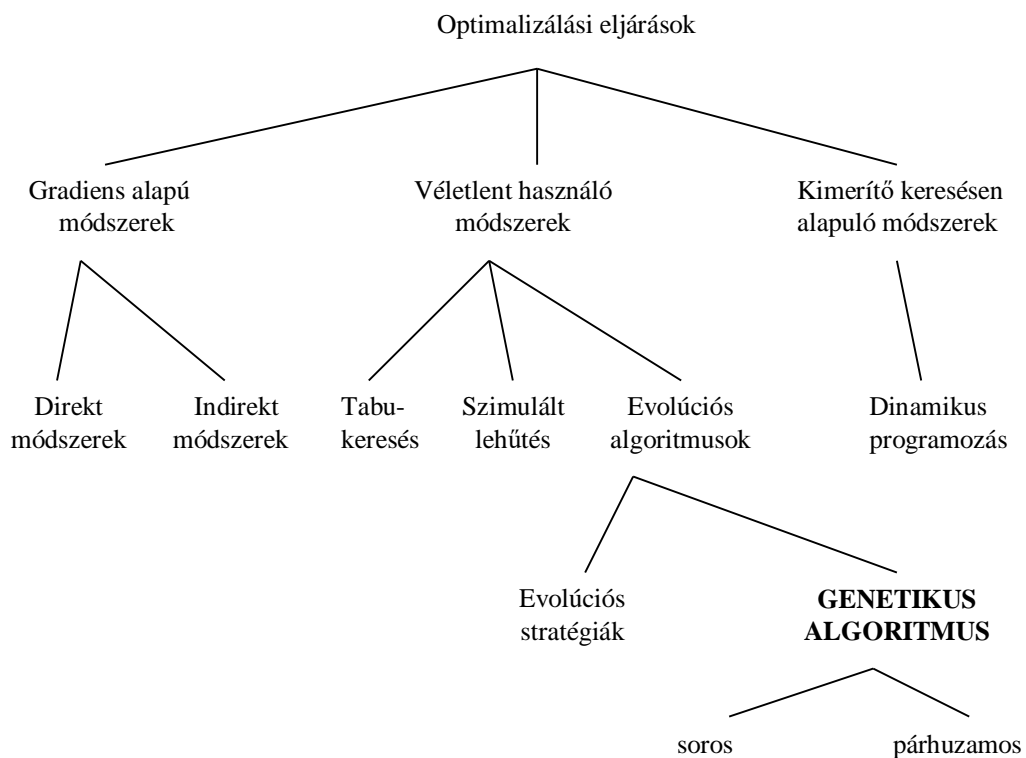 Optimalizálási eljárások
Gradiens alapú
módszerek
Véletlent használó
módszerek
Kimerítő keresésen
alapuló módszerek
Direkt
módszerek
Indirekt
módszerek
Tabu-
keresés
Szimulált
lehűtés
Evolúciós
algoritmusok
Dinamikus
programozás
Evolúciós
stratégiák
GENETIKUS
ALGORITMUS
soros
párhuzamos